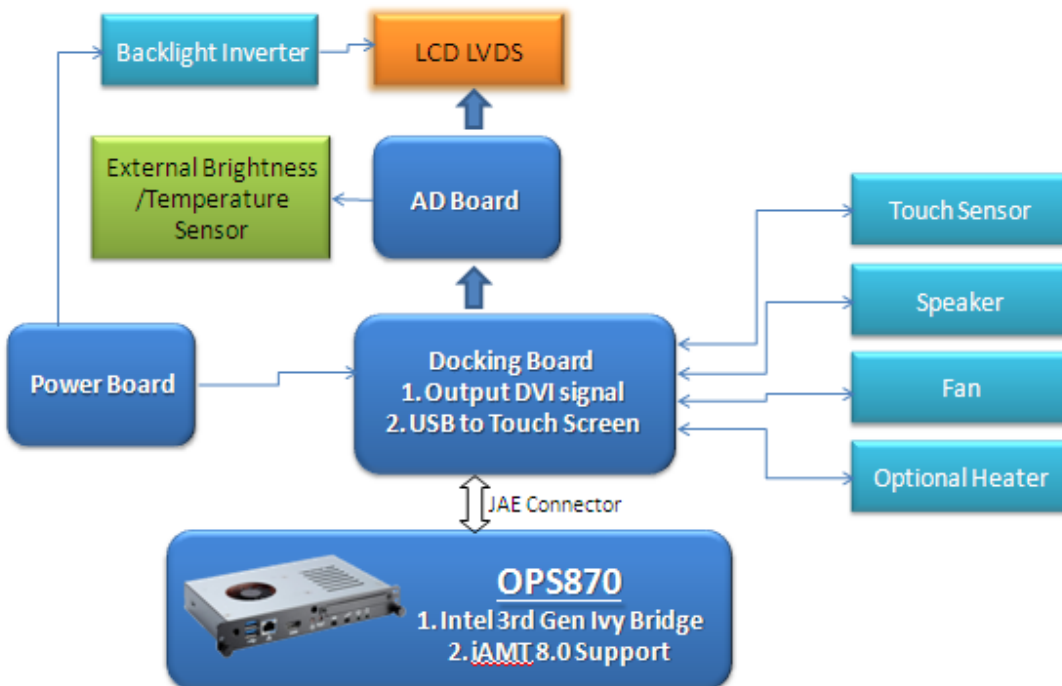 Backlight Inverter
LCD LVDS
External Brightness
/Temperature
Sensor
AD Board
Touch Sensor
Speaker
Power Board
Docking Board
1. Output DVI signal
2. USB to Touch Screen
Fan
Optional Heater
JAE Connector
OPS870
1. Intel 3rd Gen Ivy Bridge
2. iAMT 8.0 Support